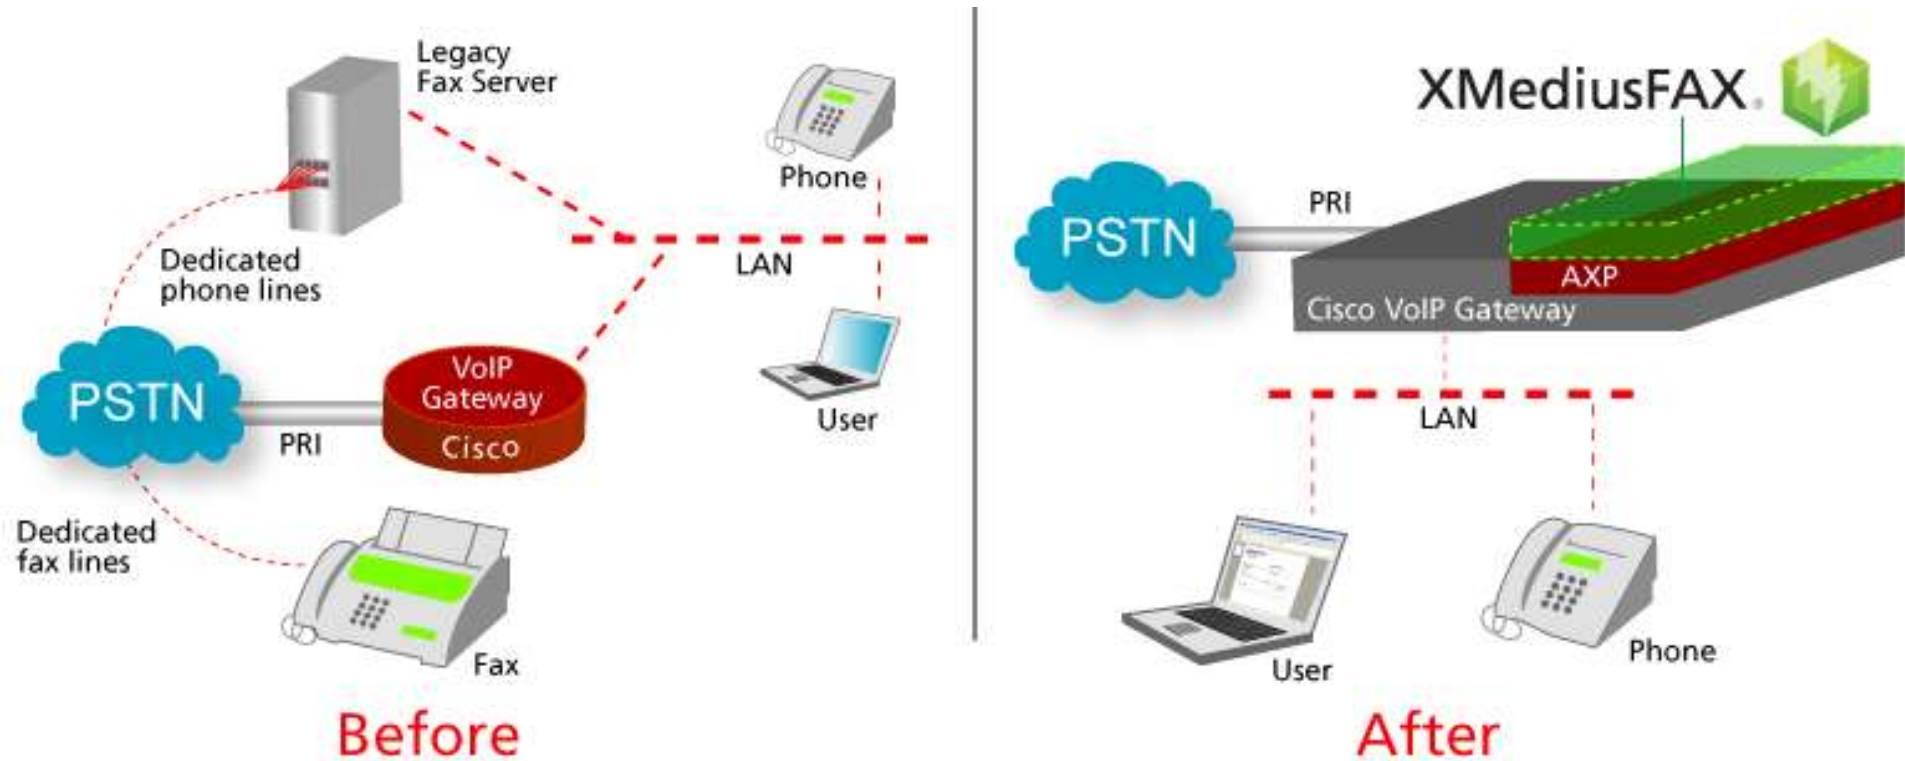 Legacy
Fax Server
Phone
Dedicated
phone lines
LAN
PSTN
PRI
VoIP
Gateway
Cisco
User
Dedicated
fax lines
Fax
Before
XMediusFAX®
PSTN
PRI
AXP
Cisco VoIP Gateway
LAN
User
Phone
After